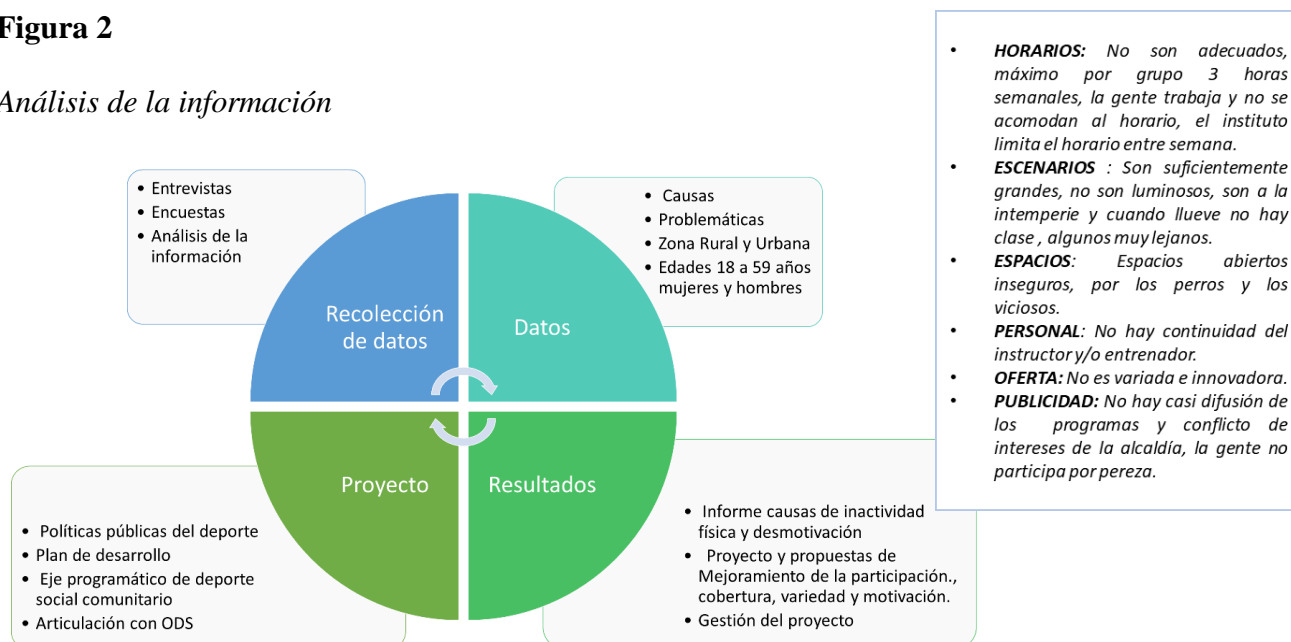 Figura 2
Análisis de la información
• Entrevistas
• Encuestas
• Análisis de la
información
Recolección
de datos
• Causas
• Problemáticas
• Zona Rural y Urbana
• Edades 18 a 59 años
mujeres y hombres
Datos
Proyecto
• Políticas públicas del deporte
• Plan de desarrollo
• Eje programático de deporte
social comunitario
• Articulación con ODS
Resultados
• Informe causas de inactividad
física y desmotivación
• Proyecto y propuestas de
Mejoramiento de la participación.,
cobertura, variedad y motivación.
• Gestión del proyecto
• HORARIOS: No son adecuados,
máximo por grupo 3 horas
semanales, la gente trabaja y no se
acomodan al horario, el instituto
limita el horario entre semana.
• ESCENARIOS : Son suficientemente
grandes, no son luminosos, son a la
intemperie y cuando llueve no hay
clase , algunos muy lejanos.
• ESPACIOS: Espacios abiertos
inseguros, por los perros y los
viciosos.
• PERSONAL: No hay continuidad del
instructor y/o entrenador.
• OFERTA: No es variada e innovadora.
• PUBLICIDAD: No hay casi difusión de
los programas y conflicto de
intereses de la alcaldía, la gente no
participa por pereza.